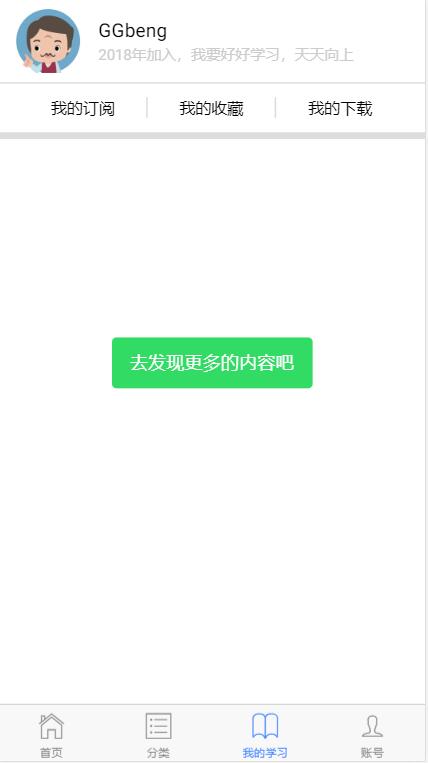 GGbeng
2018年加入，我要好好学习，天天向上
我的订阅 我的收藏 我的下载
去发现更多的内容吧
首页 分类 我的学习 账号